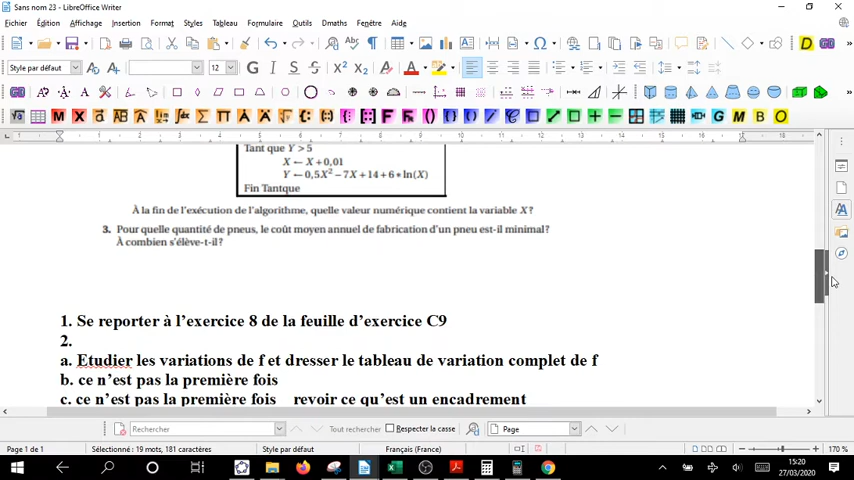 Sans nom 23 - LibreOffice Writer
Fichier Edition Affichage Insertion Format Styles Tableau Formulaire Outils Dmaths Fenêtre Aide
Style par défaut 12
Tant que Y > 5
X ← X + 0,01
Y ← 0,5X² − 7X + 14 + 6 * ln(X)
Fin Tantque
À la fin de l'exécution de l'algorithme, quelle valeur numérique contient la variable X ?
3. Pour quelle quantité de pneus, le coût moyen annuel de fabrication d'un pneu est-il minimal?
À combien s'élève-t-il?
1. Se reporter à l'exercice 8 de la feuille d'exercice C9
2.
a. Etudier les variations de f et dresser le tableau de variation complet de f
b. ce n'est pas la première fois
c. ce n'est pas la première fois revoir ce qu'est un encadrement
Rechercher Tout rechercher Respecter la casse Page
Page 1 de 1 Sélectionné : 19 mots, 181 caractères Style par défaut Français (France) 170 %
15:20
27/03/2020